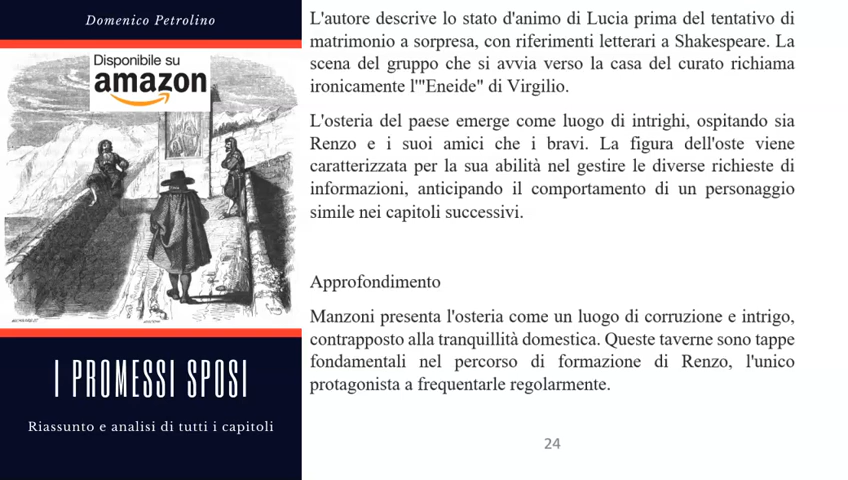 Domenico Petrolino
Disponibile su
amazon
I PROMESSI SPOSI
Riassunto e analisi di tutti i capitoli
L'autore descrive lo stato d'animo di Lucia prima del tentativo di
matrimonio a sorpresa, con riferimenti letterari a Shakespeare. La
scena del gruppo che si avvia verso la casa del curato richiama
ironicamente l'"Eneide" di Virgilio.
L'osteria del paese emerge come luogo di intrighi, ospitando sia
Renzo e i suoi amici che i bravi. La figura dell'oste viene
caratterizzata per la sua abilità nel gestire le diverse richieste di
informazioni, anticipando il comportamento di un personaggio
simile nei capitoli successivi.
Approfondimento
Manzoni presenta l'osteria come un luogo di corruzione e intrigo,
contrapposto alla tranquillità domestica. Queste taverne sono tappe
fondamentali nel percorso di formazione di Renzo, l'unico
protagonista a frequentarle regolarmente.
24